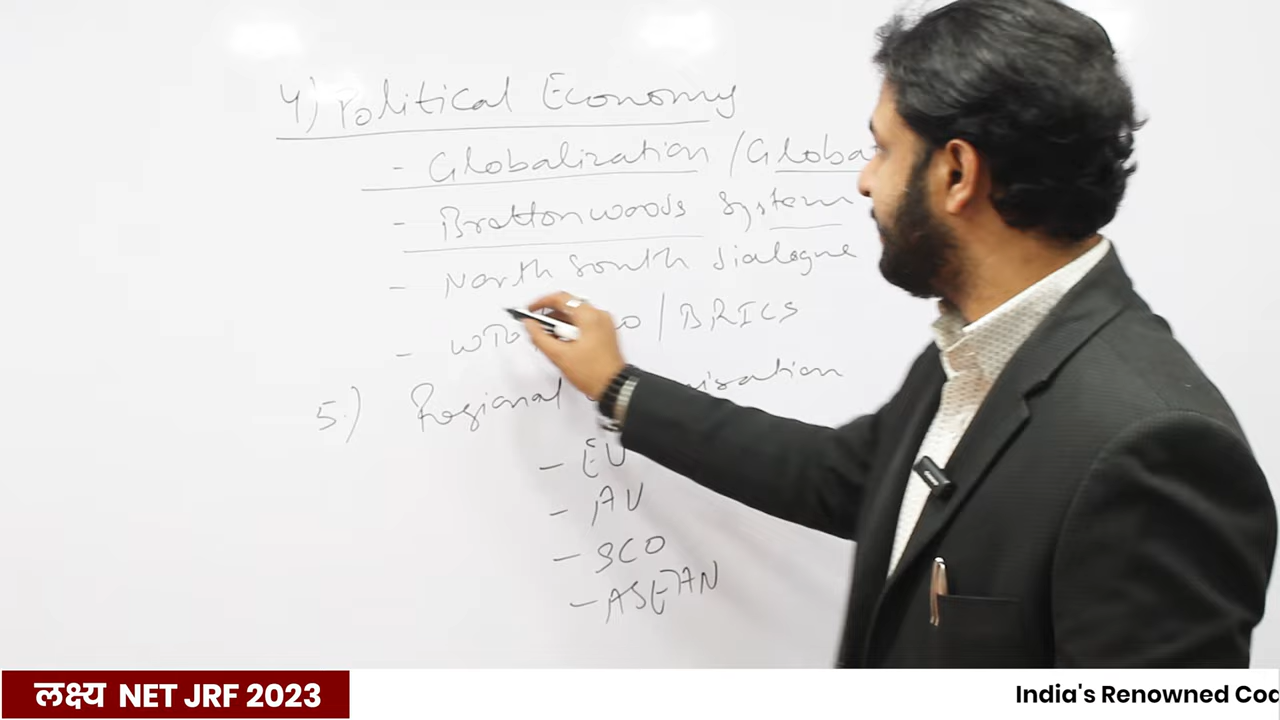 4) Political Economy
- Globalization / Globa
- Brettonwoods System
- North South dialogue
- WTO / BRICS
5.) Regional
- EU
- AU
- SCO
- ASEAN
लक्ष्य NET JRF 2023
India's Renowned Coa